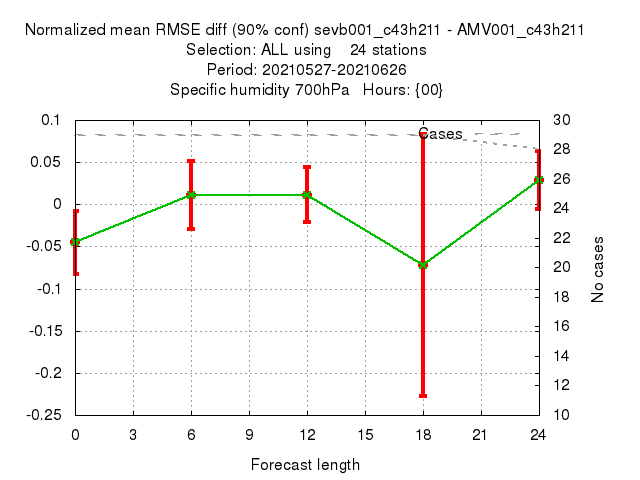 Normalized mean RMSE diff (90% conf) sevb001_c43h211 - AMV001_c43h211
Selection: ALL using 24 stations
Period: 20210527-20210626
Specific humidity 700hPa Hours: {00}
0.1
0.05
0
-0.05
-0.1
-0.15
-0.2
-0.25
Cases
30
28
26
24
22
20
18
16
14
12
10
No cases
0 3 6 9 12 15 18 21 24
Forecast length